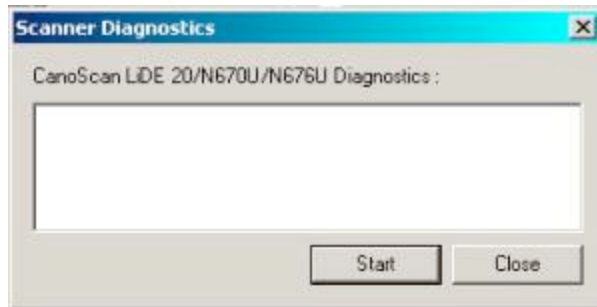 Scanner Diagnostics
CanoScan LiDE 20/N670U/N676U Diagnostics :
Start
Close